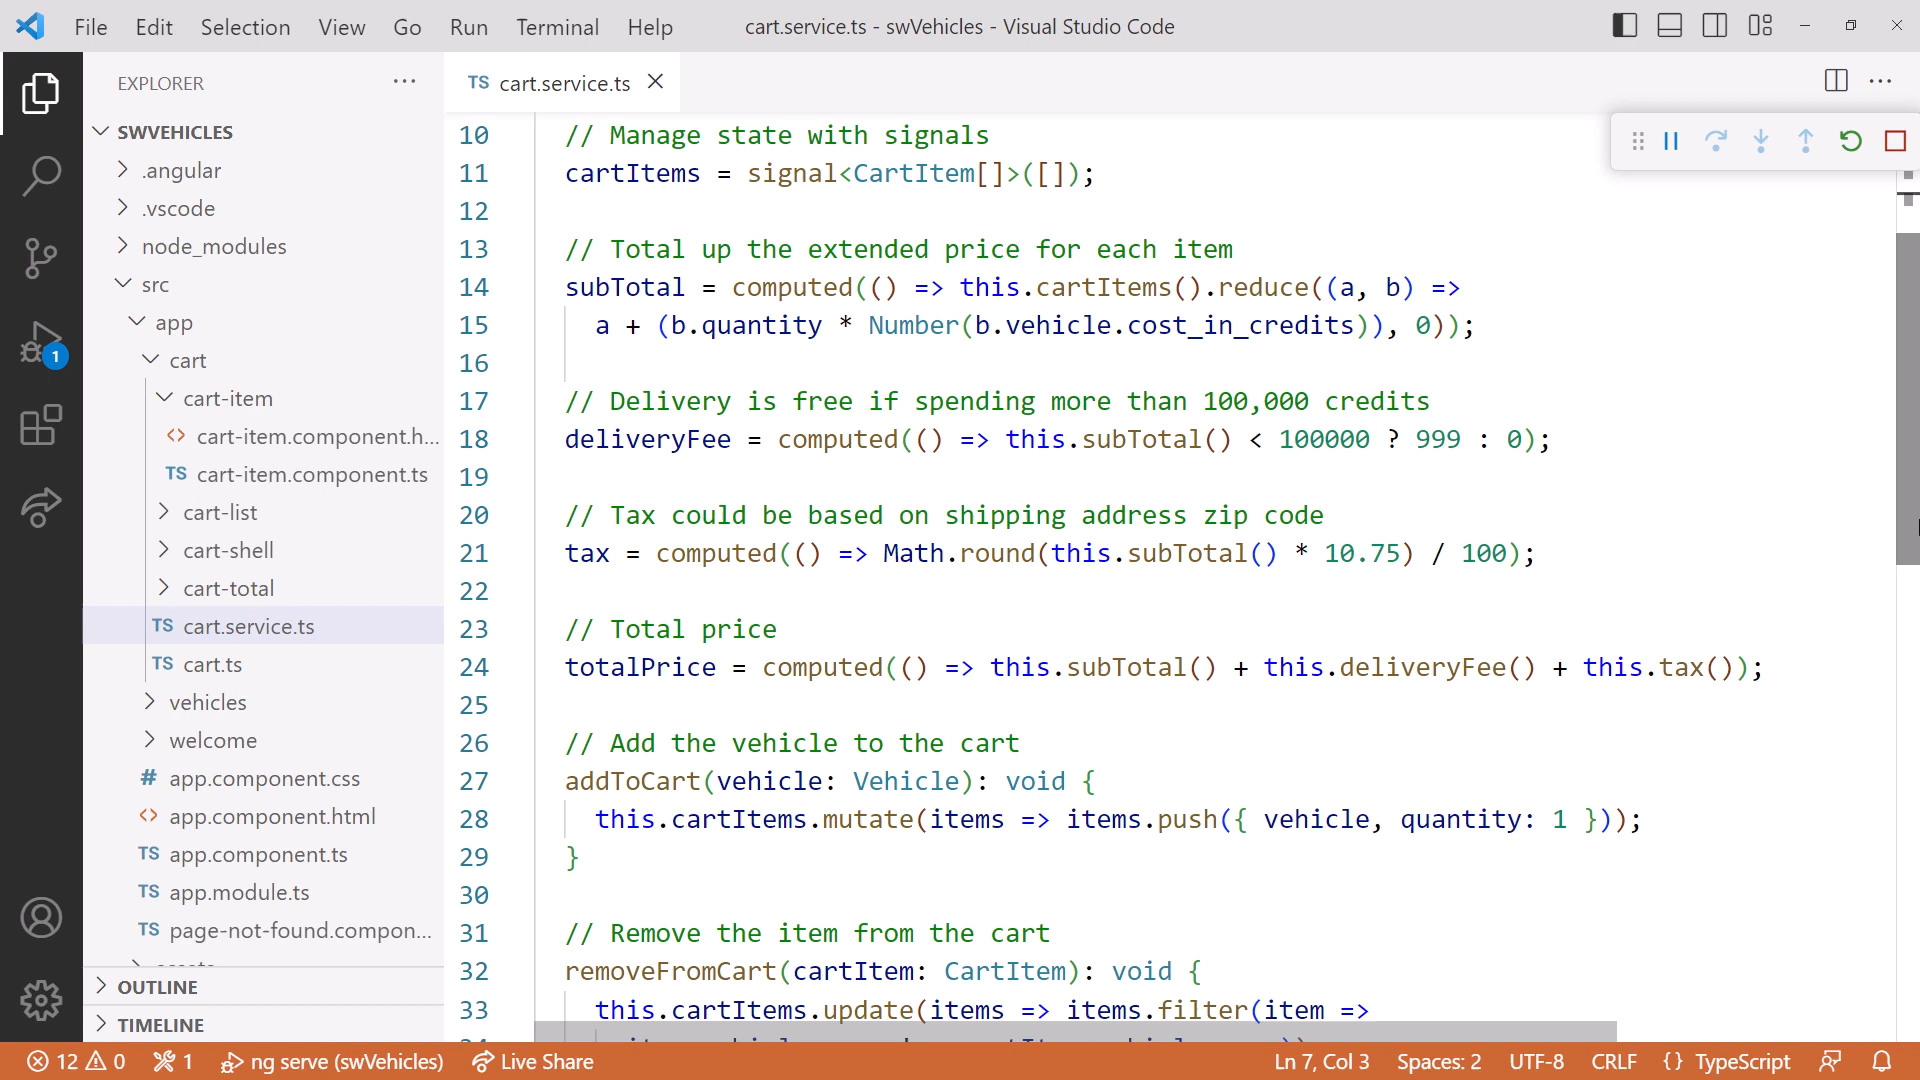 File Edit Selection View Go Run Terminal Help cart.service.ts - swVehicles - Visual Studio Code
EXPLORER
SWVEHICLES
.angular
.vscode
node_modules
src
app
cart
cart-item
<> cart-item.component.h...
TS cart-item.component.ts
cart-list
cart-shell
cart-total
TS cart.service.ts
TS cart.ts
vehicles
welcome
# app.component.css
<> app.component.html
TS app.component.ts
TS app.module.ts
TS page-not-found.compon...
OUTLINE
TIMELINE
1
TS cart.service.ts
10 // Manage state with signals
11 cartItems = signal<CartItem[]>([]);
12
13 // Total up the extended price for each item
14 subTotal = computed(() => this.cartItems().reduce((a, b) =>
15 a + (b.quantity * Number(b.vehicle.cost_in_credits)), 0));
16
17 // Delivery is free if spending more than 100,000 credits
18 deliveryFee = computed(() => this.subTotal() < 100000 ? 999 : 0);
19
20 // Tax could be based on shipping address zip code
21 tax = computed(() => Math.round(this.subTotal() * 10.75) / 100);
22
23 // Total price
24 totalPrice = computed(() => this.subTotal() + this.deliveryFee() + this.tax());
25
26 // Add the vehicle to the cart
27 addToCart(vehicle: Vehicle): void {
28 this.cartItems.mutate(items => items.push({ vehicle, quantity: 1 }));
29 }
30
31 // Remove the item from the cart
32 removeFromCart(cartItem: CartItem): void {
33 this.cartItems.update(items => items.filter(item =>
12 0 1 ng serve (swVehicles) Live Share Ln 7, Col 3 Spaces: 2 UTF-8 CRLF {} TypeScript